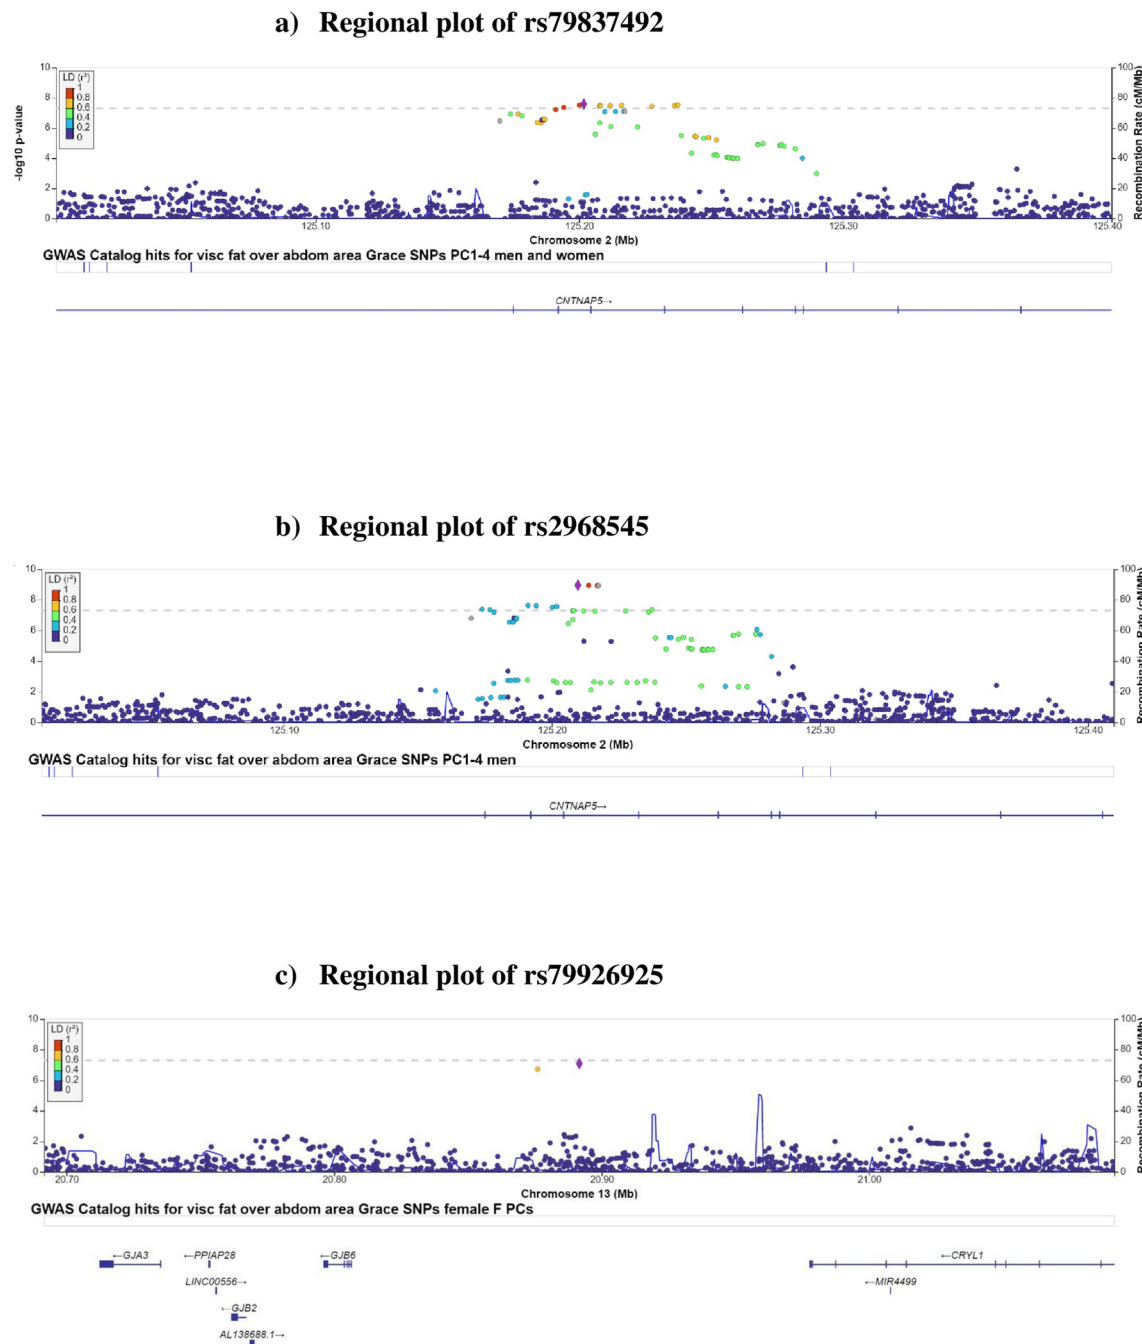 a) Regional plot of rs79837492
10
8
6
4
2
0
-log10 p-value
LD (r²)
1
0.8
0.6
0.4
0.2
0
100
80
60
40
20
0
Recombination Rate (cM/Mb)
125.10
125.20
125.30
125.40
Chromosome 2 (Mb)
GWAS Catalog hits for visc fat over abdom area Grace SNPs PC1-4 men and women
CNTNAP5→
b) Regional plot of rs2968545
10
8
6
4
2
0
LD (r²)
1
0.8
0.6
0.4
0.2
0
100
80
60
40
20
0
Recombination Rate (cM/Mb)
125.10
125.20
125.30
125.40
Chromosome 2 (Mb)
GWAS Catalog hits for visc fat over abdom area Grace SNPs PC1-4 men
CNTNAP5→
c) Regional plot of rs79926925
10
8
6
4
2
0
LD (r²)
1
0.8
0.6
0.4
0.2
0
100
80
60
40
20
0
Recombination Rate (cM/Mb)
20.70
20.80
20.90
21.00
Chromosome 13 (Mb)
GWAS Catalog hits for visc fat over abdom area Grace SNPs female F PCs
←GJA3
←PPIAP28
←GJB6
←CRYL1
LINC00556→
←MIR4499
←GJB2
AL138688.1→